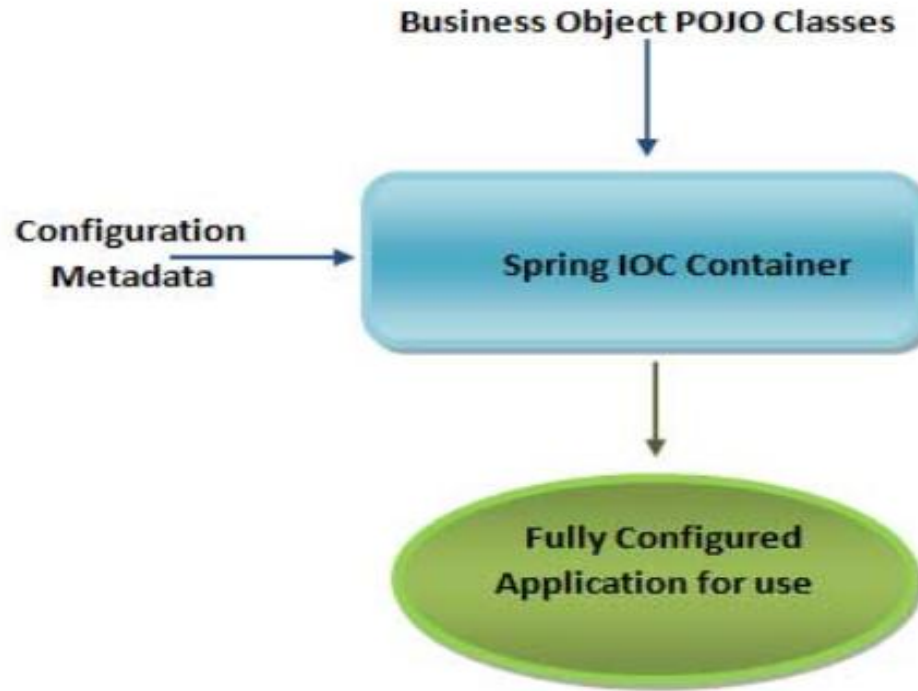 Business Object POJO Classes
Configuration
Metadata
Spring IOC Container
Fully Configured
Application for use